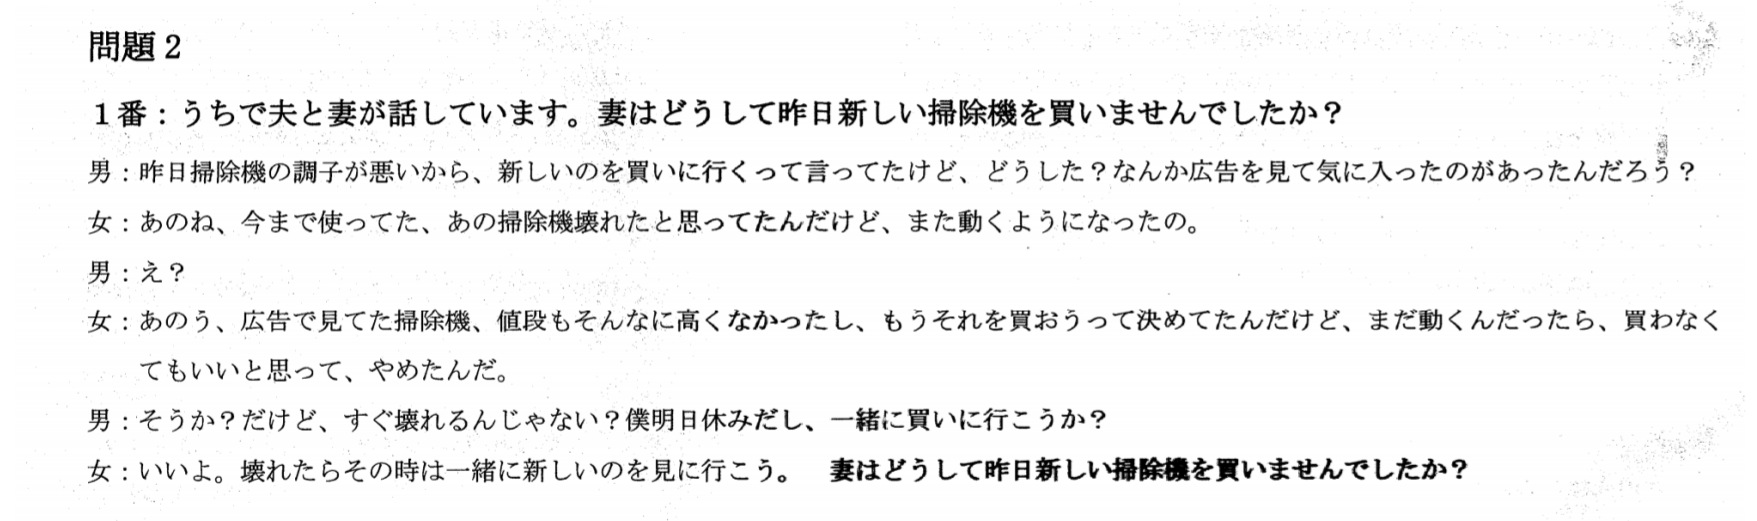 問題２
１番：うちで夫と妻が話しています。妻はどうして昨日新しい掃除機を買いませんでしたか？
男：昨日掃除機の調子が悪いから、新しいのを買いに行くって言ってたけど、どうした？なんか広告を見て気に入ったのがあったんだろう？
女：あのね、今まで使ってた、あの掃除機壊れたと思ってたんだけど、また動くようになったの。
男：え？
女：あのう、広告で見てた掃除機、値段もそんなに高くなかったし、もうそれを買おうって決めてたんだけど、まだ動くんだったら、買わなく
てもいいと思って、やめたんだ。
男：そうか？だけど、すぐ壊れるんじゃない？僕明日休みだし、一緒に買いに行こうか？
女：いいよ。壊れたらその時は一緒に新しいのを見に行こう。　妻はどうして昨日新しい掃除機を買いませんでしたか？